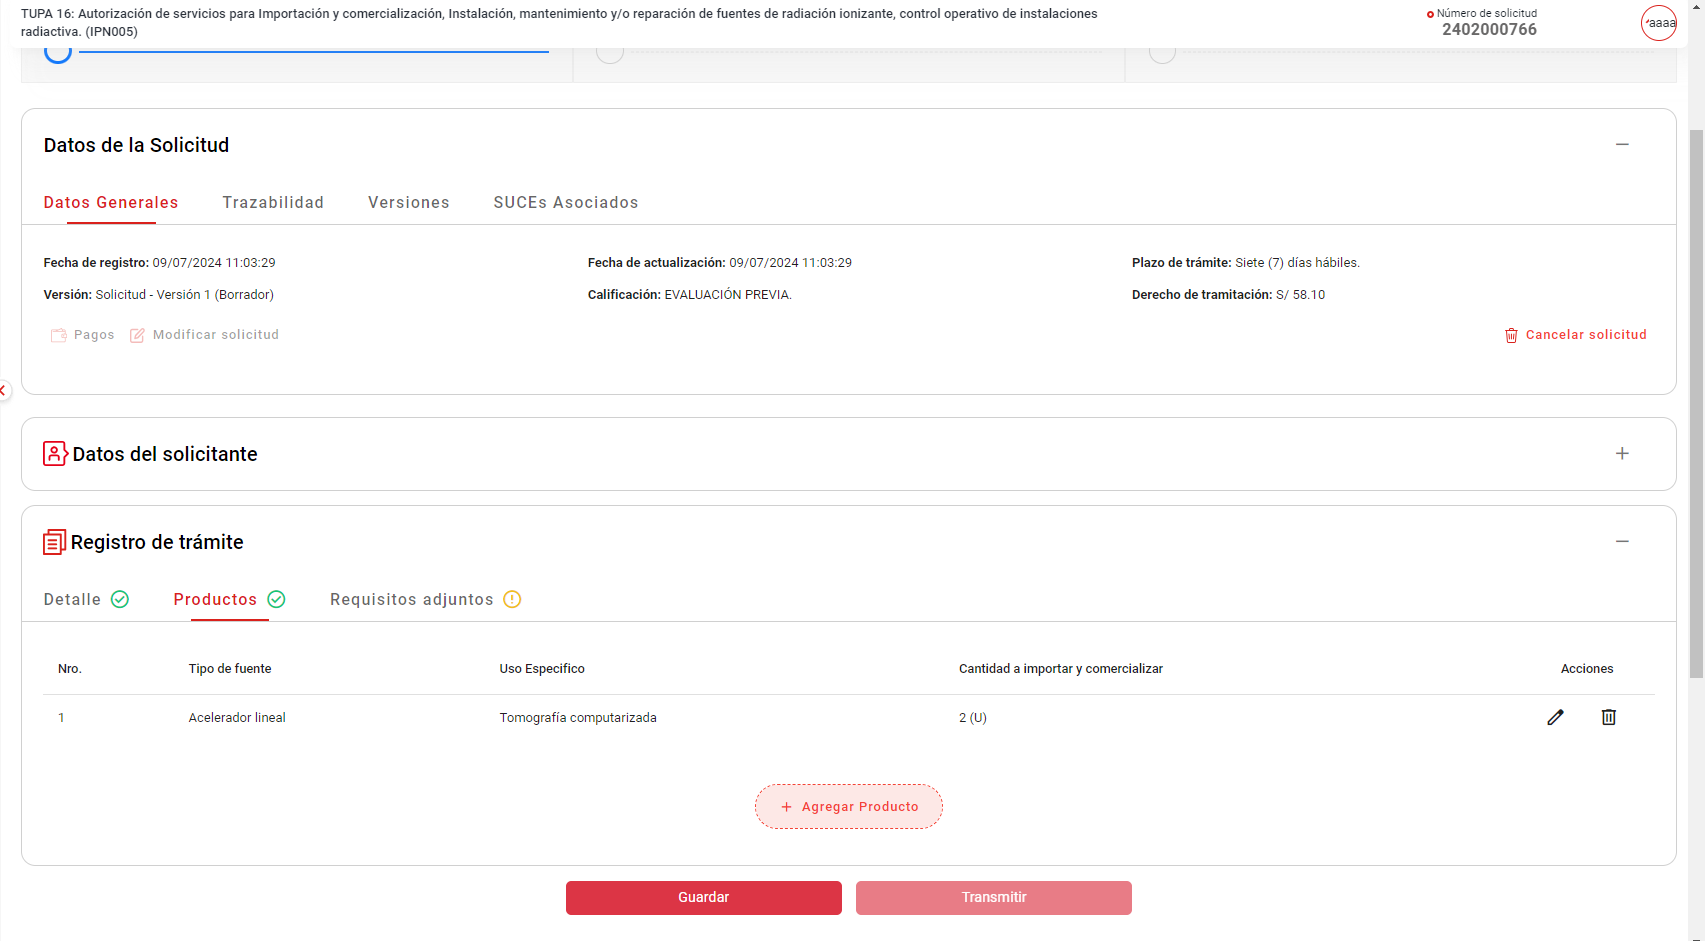 TUPA 16: Autorización de servicios para Importación y comercialización, Instalación, mantenimiento y/o reparación de fuentes de radiación ionizante, control operativo de instalaciones
radiactiva. (IPN005)
Número de solicitud
2402000766
aaaa
Datos de la Solicitud
Datos Generales Trazabilidad Versiones SUCEs Asociados
Fecha de registro: 09/07/2024 11:03:29 Fecha de actualización: 09/07/2024 11:03:29 Plazo de trámite: Siete (7) días hábiles.
Versión: Solicitud - Versión 1 (Borrador) Calificación: EVALUACIÓN PREVIA. Derecho de tramitación: S/ 58.10
Pagos Modificar solicitud Cancelar solicitud
Datos del solicitante
Registro de trámite
Detalle Productos Requisitos adjuntos
Nro. Tipo de fuente Uso Especifico Cantidad a importar y comercializar Acciones
1 Acelerador lineal Tomografía computarizada 2 (U)
+ Agregar Producto
Guardar Transmitir